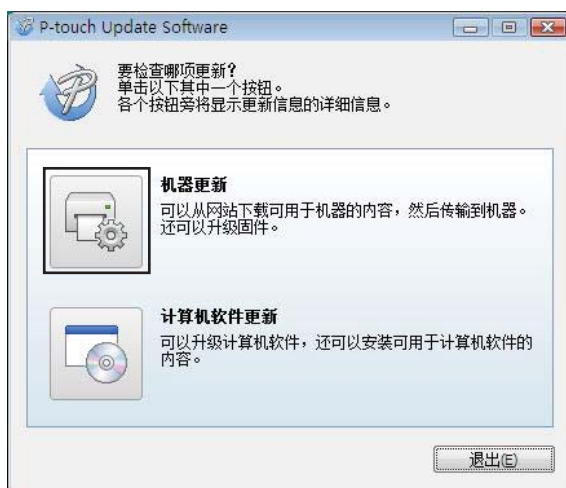 P-touch Update Software
要检查哪项更新?
单击以下其中一个按钮。
各个按钮旁将显示更新信息的详细信息。
机器更新
可以从网站下载可用于机器的内容，然后传输到机器。
还可以升级固件。
计算机软件更新
可以升级计算机软件，还可以安装可用于计算机软件的
内容。
退出(E)